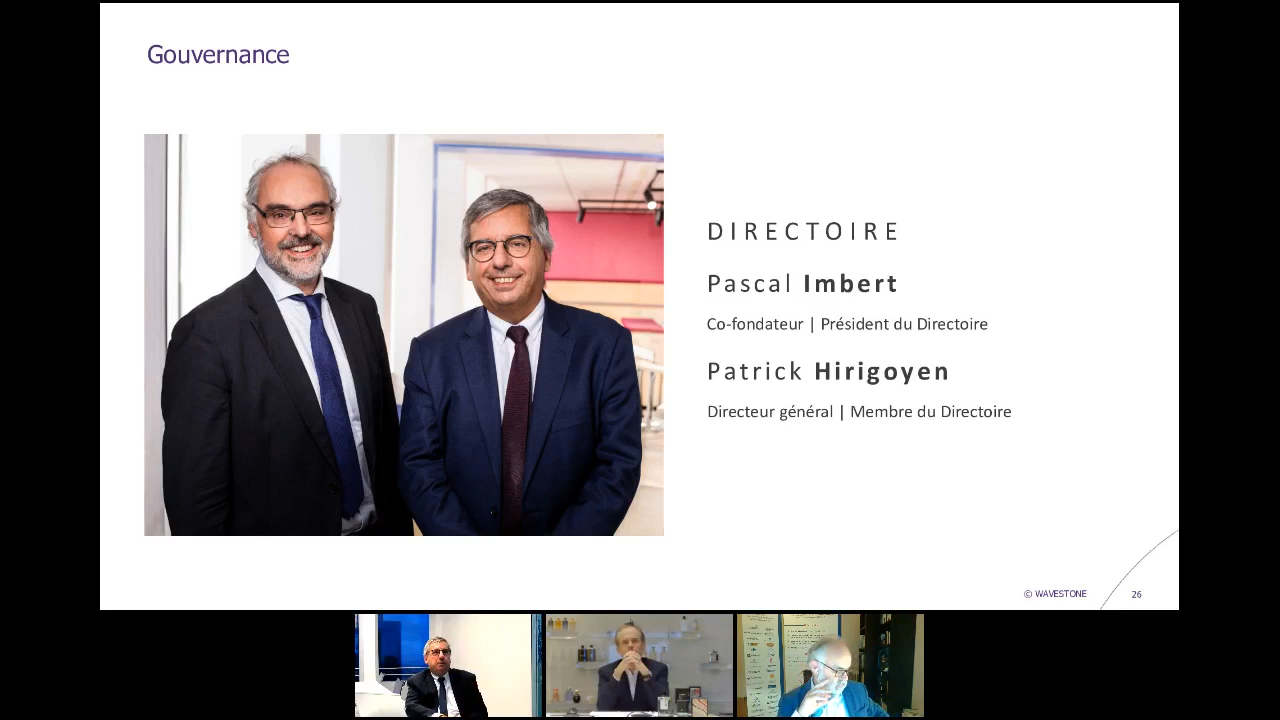 Gouvernance
DIRECTOIRE
Pascal Imbert
Co-fondateur | Président du Directoire
Patrick Hirigoyen
Directeur général | Membre du Directoire
© WAVESTONE
26